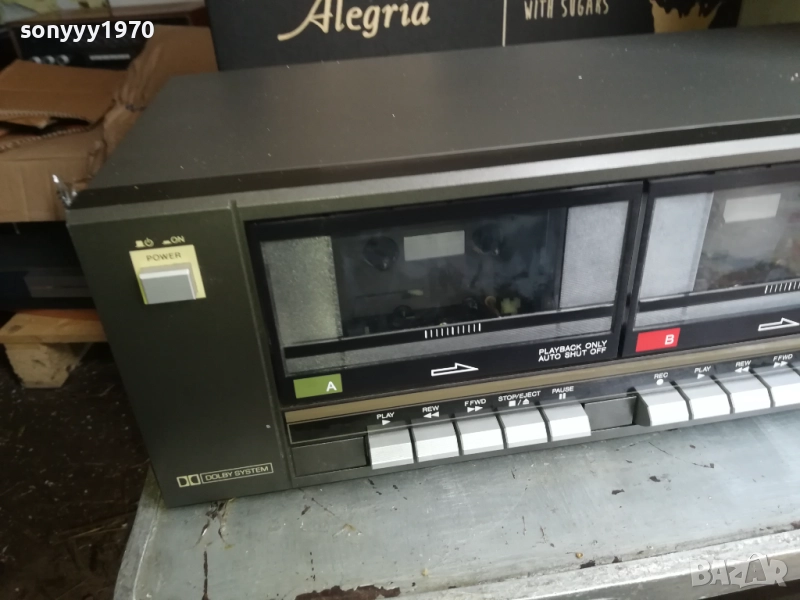 sonyyy1970
Alegria
WITH SUGARS
ON
POWER
PLAYBACK ONLY
AUTO SHUT OFF
A
B
PLAY
REW
F FWD
STOP/EJECT
PAUSE
REC
PLAY
REW
F FWD
DOLBY SYSTEM
BAZAR